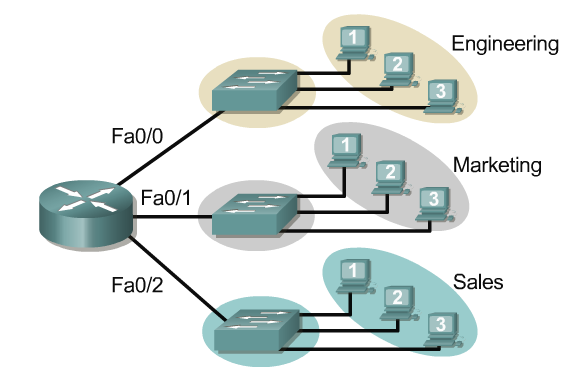 1
2
3
Engineering
Fa0/0
1
2
3
Marketing
Fa0/1
Fa0/2
1
2
3
Sales